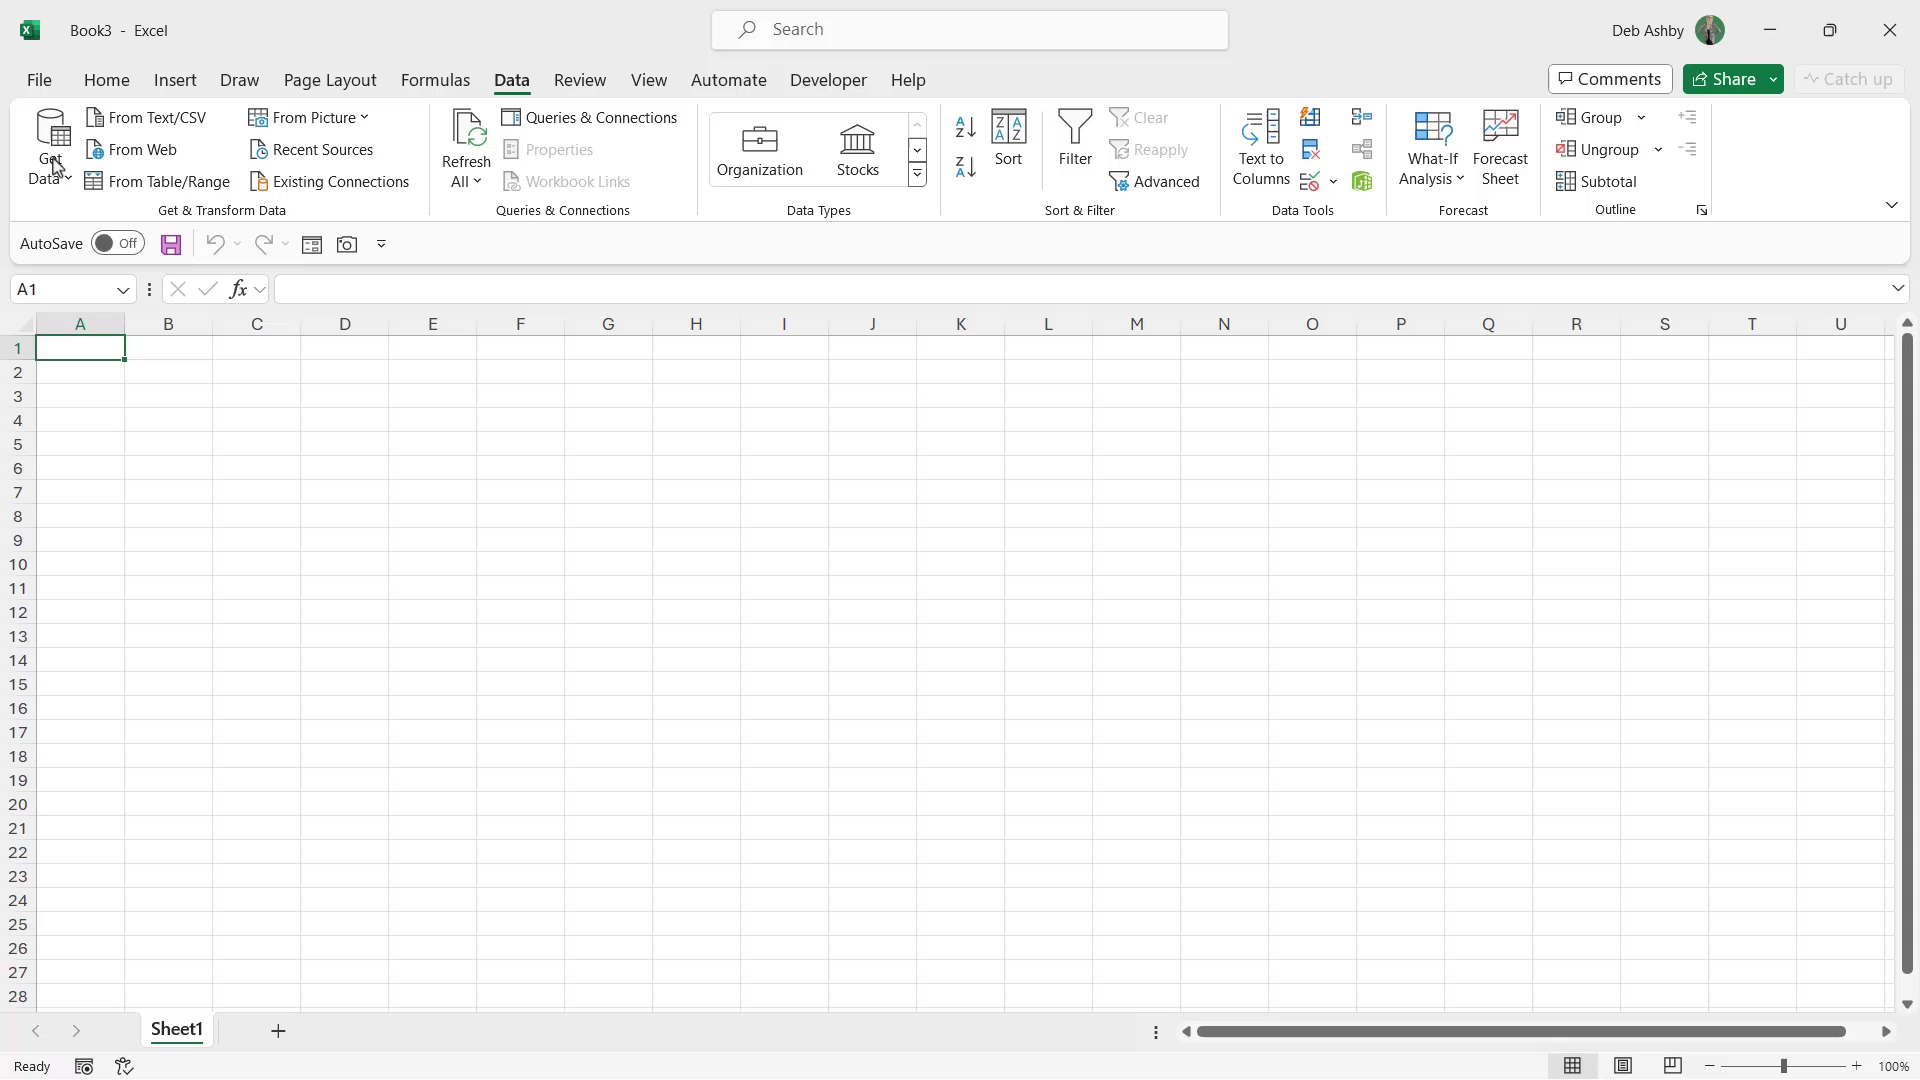 Book3 - Excel
Search
Deb Ashby
File Home Insert Draw Page Layout Formulas Data Review View Automate Developer Help
Comments Share Catch up
Get Data
From Text/CSV
From Web
From Table/Range
From Picture
Recent Sources
Existing Connections
Get & Transform Data
Refresh All
Queries & Connections
Properties
Workbook Links
Queries & Connections
Organization
Stocks
Data Types
Sort
Filter
Clear
Reapply
Advanced
Sort & Filter
Text to
Columns
Data Tools
What-If
Analysis
Forecast
Sheet
Forecast
Group
Ungroup
Subtotal
Outline
AutoSave Off
A1
fx
A B C D E F G H I J K L M N O P Q R S T U
1
2
3
4
5
6
7
8
9
10
11
12
13
14
15
16
17
18
19
20
21
22
23
24
25
26
27
28
Sheet1
Ready
100%